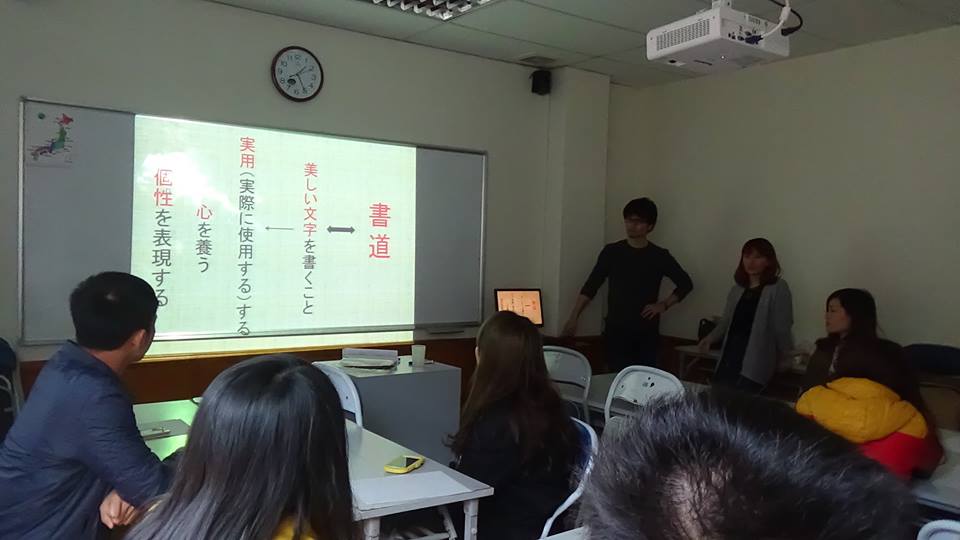 書道
美しい文字を書くこと
実用(実際に使用する)する
心を養う
個性を表現する